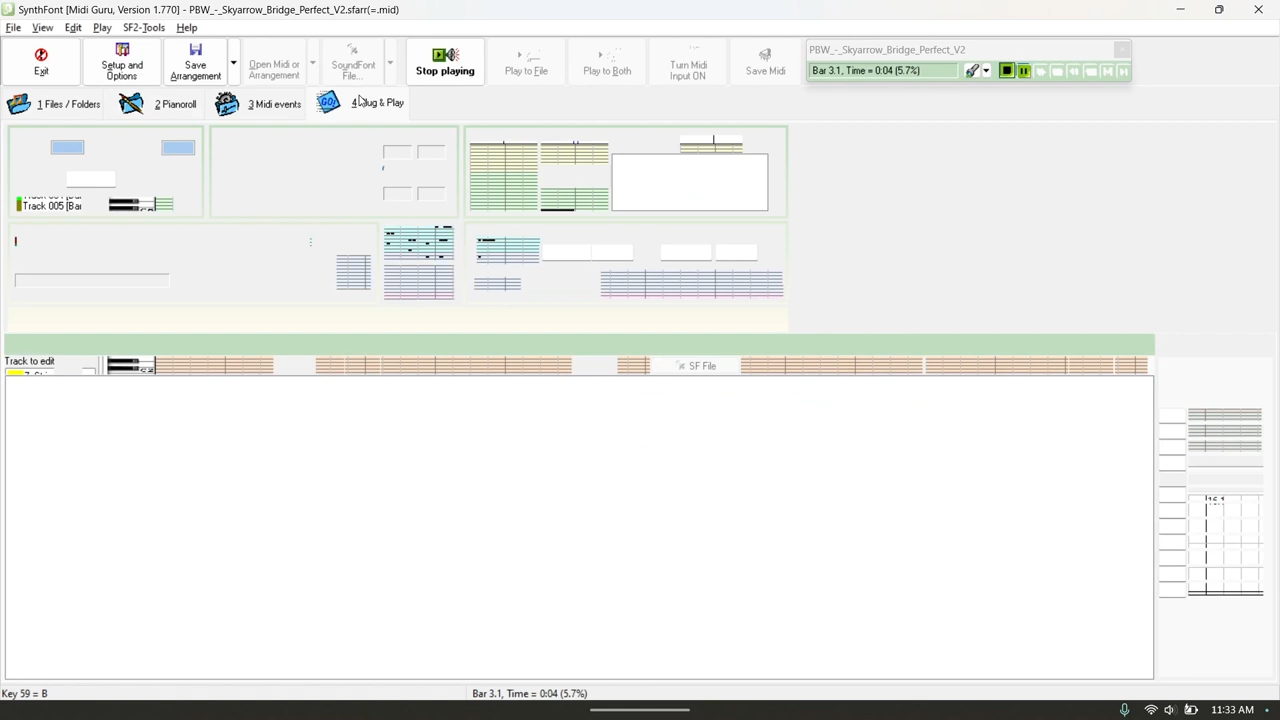 SynthFont [Midi Guru, Version 1.770] - PBW_-_Skyarrow_Bridge_Perfect_V2.sfarr(=.mid)
File View Edit Play SF2-Tools Help
Exit
Setup and Options
Save Arrangement
Open Midi or Arrangement
SoundFont File...
Stop playing
Play to File
Play to Both
Turn Midi Input ON
Save Midi
PBW_-_Skyarrow_Bridge_Perfect_V2
Bar 3.1, Time = 0:04 (5.7%)
1 Files / Folders
2 Pianoroll
3 Midi events
4 Plug & Play
Track 005 [Bar
Track to edit
SF File
Key 59 = B
Bar 3.1, Time = 0:04 (5.7%)
11:33 AM